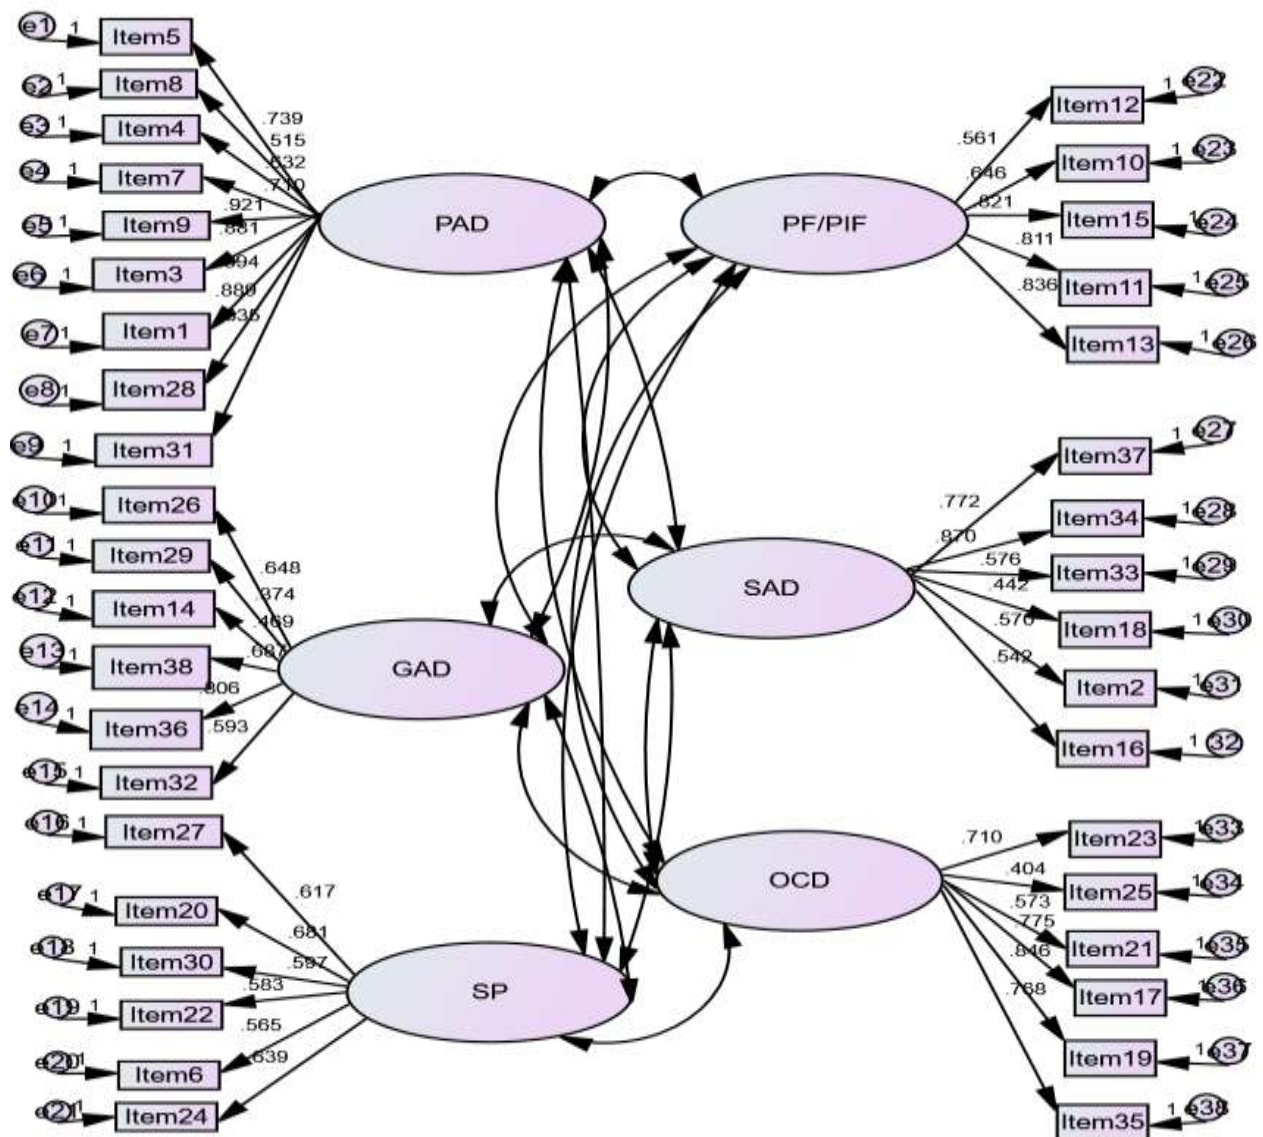 e1 1 Item5
e2 1 Item8
e3 1 Item4
e4 1 Item7
e5 1 Item9
e6 1 Item3
e7 1 Item1
e8 1 Item28
e9 1 Item31
.739
.515
.632
.710
.921
.881
.894
.889
.835
PAD
e10 1 Item26
e11 1 Item29
e12 1 Item14
e13 1 Item38
e14 1 Item36
e15 1 Item32
.648
.374
.469
.687
.806
.593
GAD
e16 1 Item27
e17 1 Item20
e18 1 Item30
e19 1 Item22
e20 1 Item6
e21 1 Item24
.617
.681
.597
.583
.565
.639
SP
PF/PIF
.561
.646
.821
.811
.836
Item12 1 e22
Item10 1 e23
Item15 1 e24
Item11 1 e25
Item13 1 e26
SAD
.772
.870
.576
.442
.576
.542
Item37 1 e27
Item34 1 e28
Item33 1 e29
Item18 1 e30
Item2 1 e31
Item16 1 32
OCD
.710
.404
.573
.775
.846
.768
Item23 1 e33
Item25 1 e34
Item21 1 e35
Item17 1 e36
Item19 1 e37
Item35 1 e38